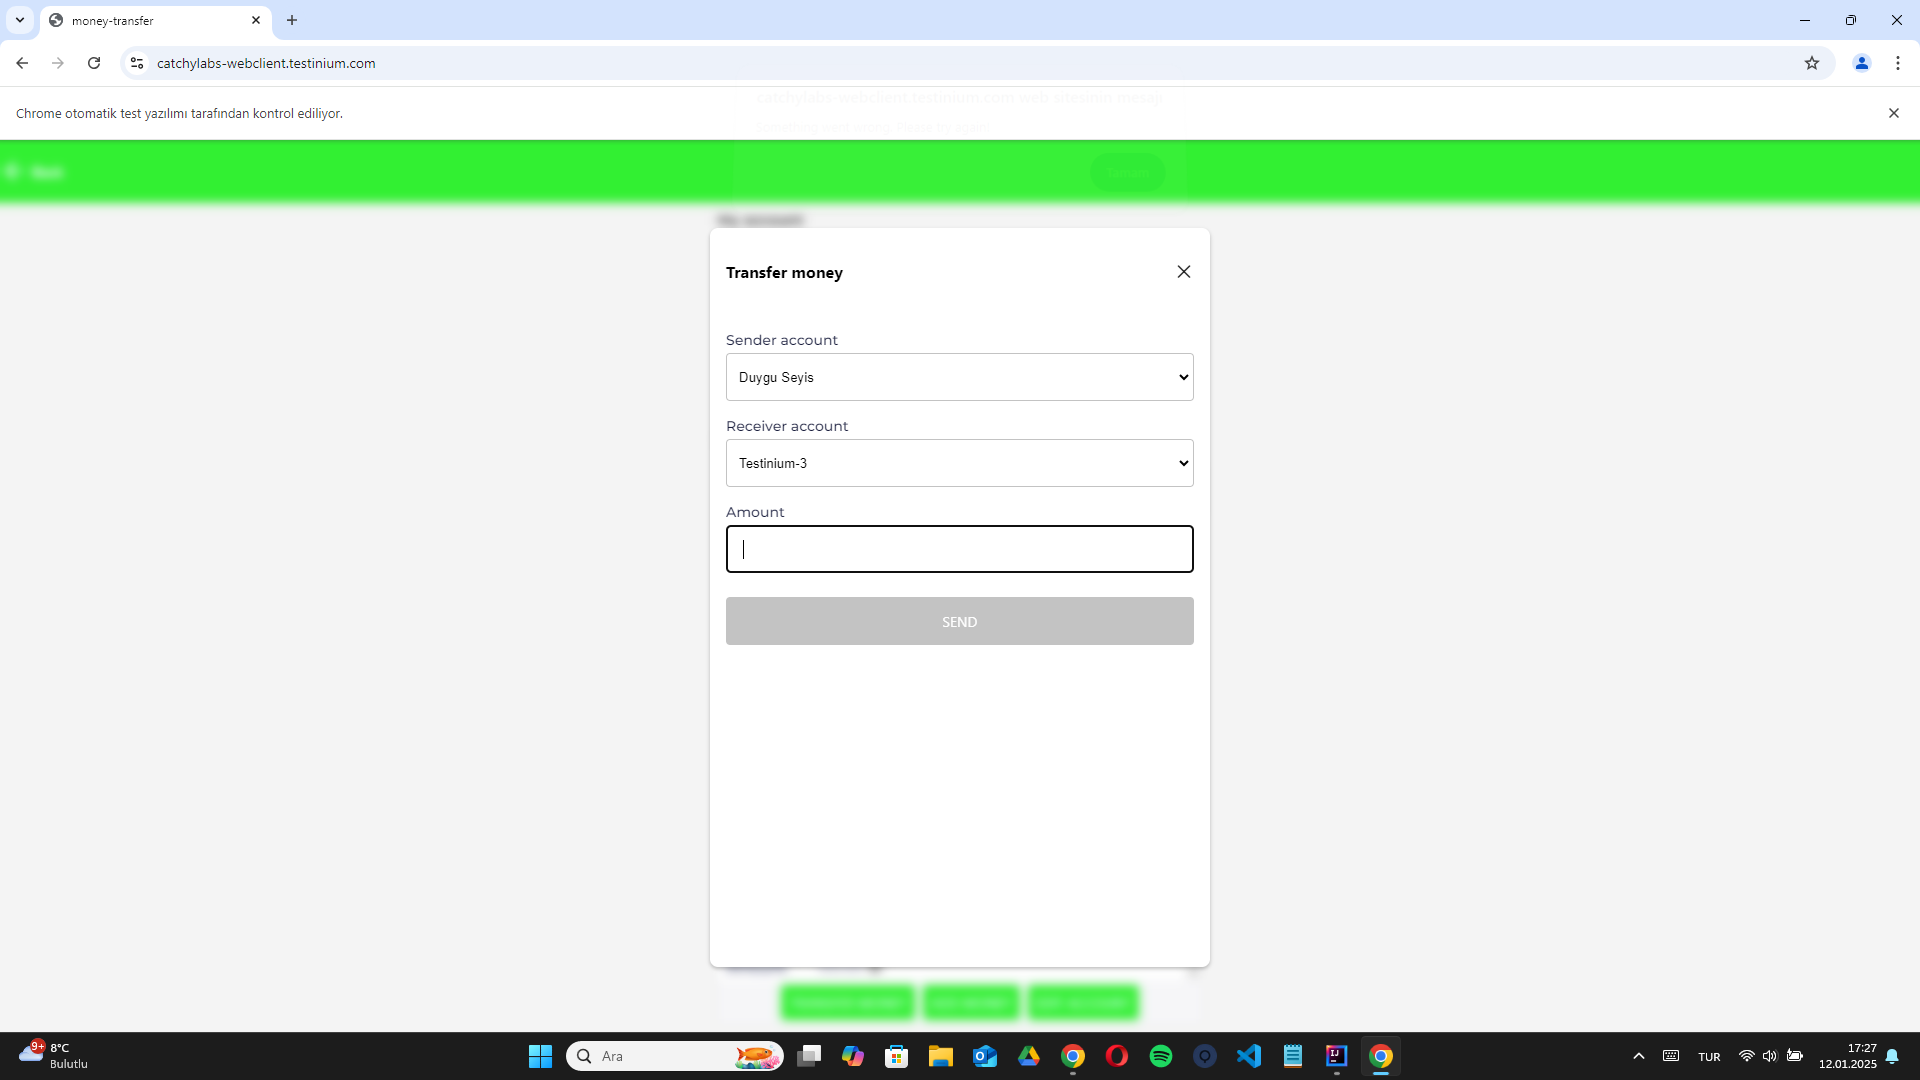 money-transfer
catchylabs-webclient.testinium.com
catchylabs-webclient.testinium.com web sitesinin mesajı
Chrome otomatik test yazılımı tarafından kontrol ediliyor.
My account
Transfer money
Sender account
Duygu Seyis
Receiver account
Testinium-3
Amount
SEND
9+
8°C
Bulutlu
Ara
TUR
17:27
12.01.2025